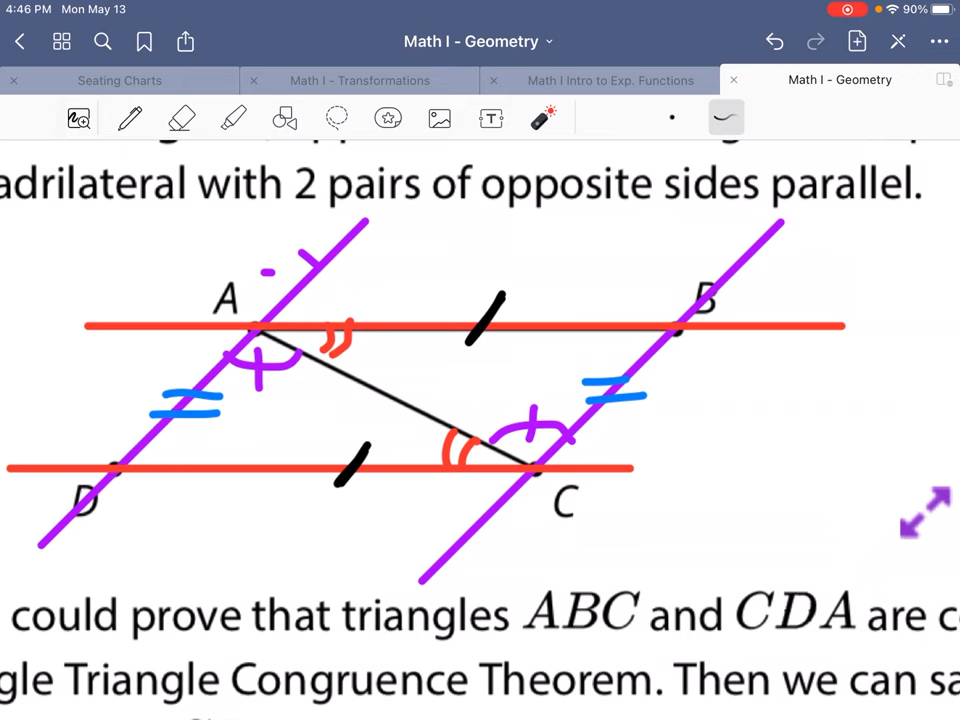 4:46 PM Mon May 13
90%
Math I - Geometry
Seating Charts
Math I - Transformations
Math I Intro to Exp. Functions
Math I - Geometry
adrilateral with 2 pairs of opposite sides parallel.
A
B
D
C
could prove that triangles ABC and CDA are c
gle Triangle Congruence Theorem. Then we can sa